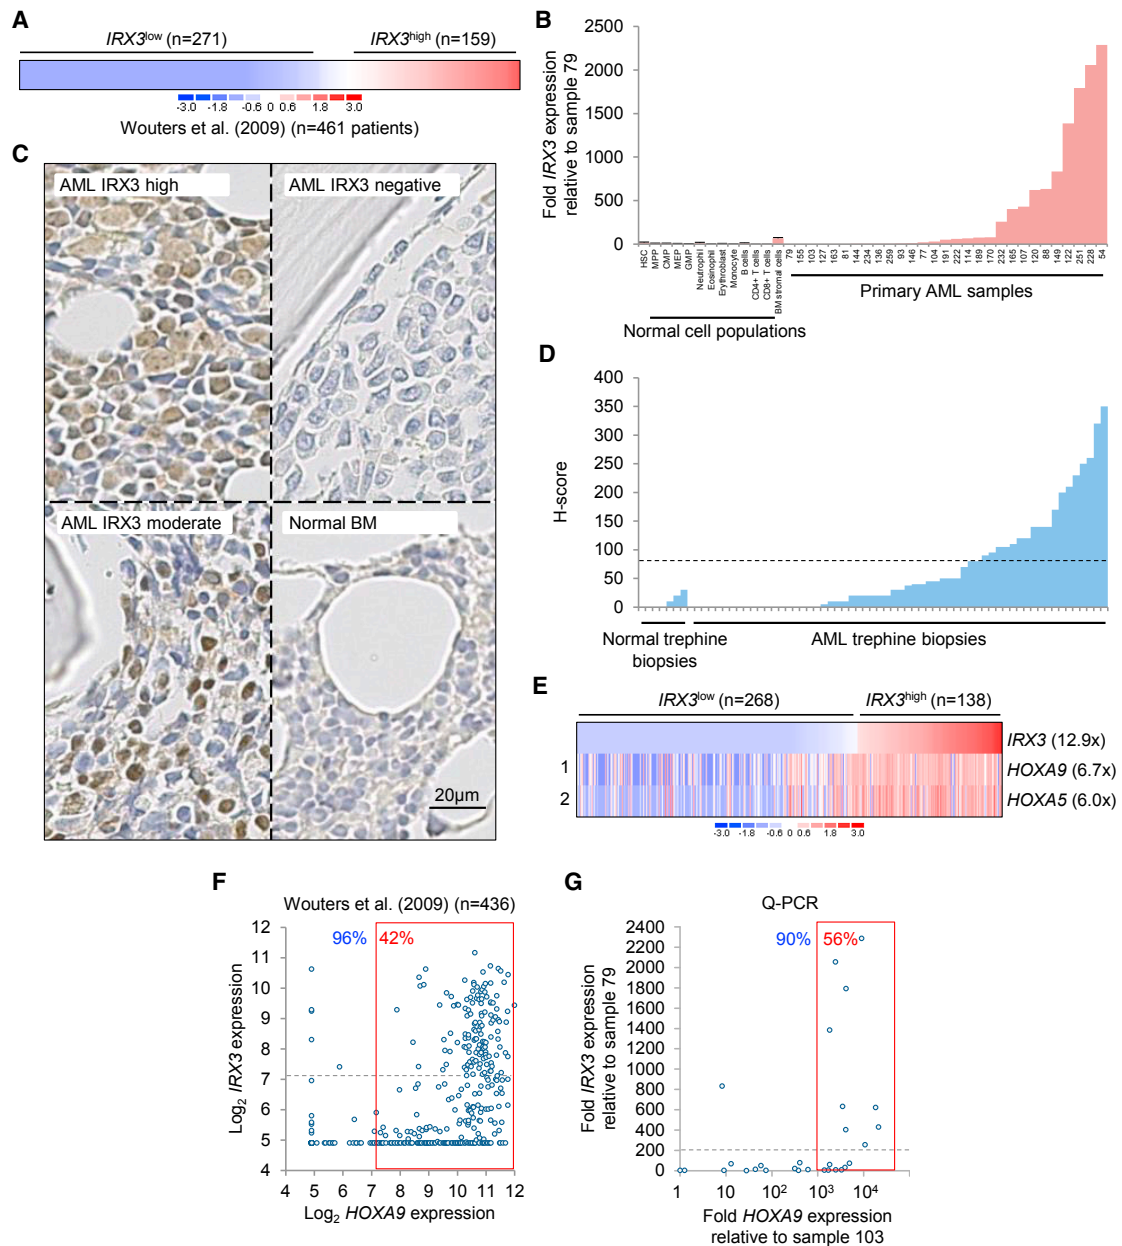 A
IRX3low (n=271)
IRX3high (n=159)
-3.0 -1.8 -0.6 0 0.6 1.8 3.0
Wouters et al. (2009) (n=461 patients)
B
Fold IRX3 expression
relative to sample 79
2500
2000
1500
1000
500
0
HSC
MPP
CMP
MEP
GMP
Neutrophil
Eosinophil
Erythroblast
Monocyte
B cells
CD4+ T cells
CD8+ T cells
BM stromal cells
79
155
103
127
163
81
144
234
136
259
93
146
77
104
191
222
114
189
170
232
165
107
120
88
149
122
251
228
54
Normal cell populations
Primary AML samples
C
AML IRX3 high
AML IRX3 negative
AML IRX3 moderate
Normal BM
20µm
D
H-score
400
350
300
250
200
150
100
50
0
Normal trephine
biopsies
AML trephine biopsies
E
IRX3low (n=268)
IRX3high (n=138)
IRX3 (12.9x)
1 HOXA9 (6.7x)
2 HOXA5 (6.0x)
-3.0 -1.8 -0.6 0 0.6 1.8 3.0
F
Wouters et al. (2009) (n=436)
96% 42%
Log2 IRX3 expression
12
11
10
9
8
7
6
5
4
4 5 6 7 8 9 10 11 12
Log2 HOXA9 expression
G
Q-PCR
90% 56%
Fold IRX3 expression
relative to sample 79
2400
2200
2000
1800
1600
1400
1200
1000
800
600
400
200
0
1 10 10² 10³ 10⁴
Fold HOXA9 expression
relative to sample 103